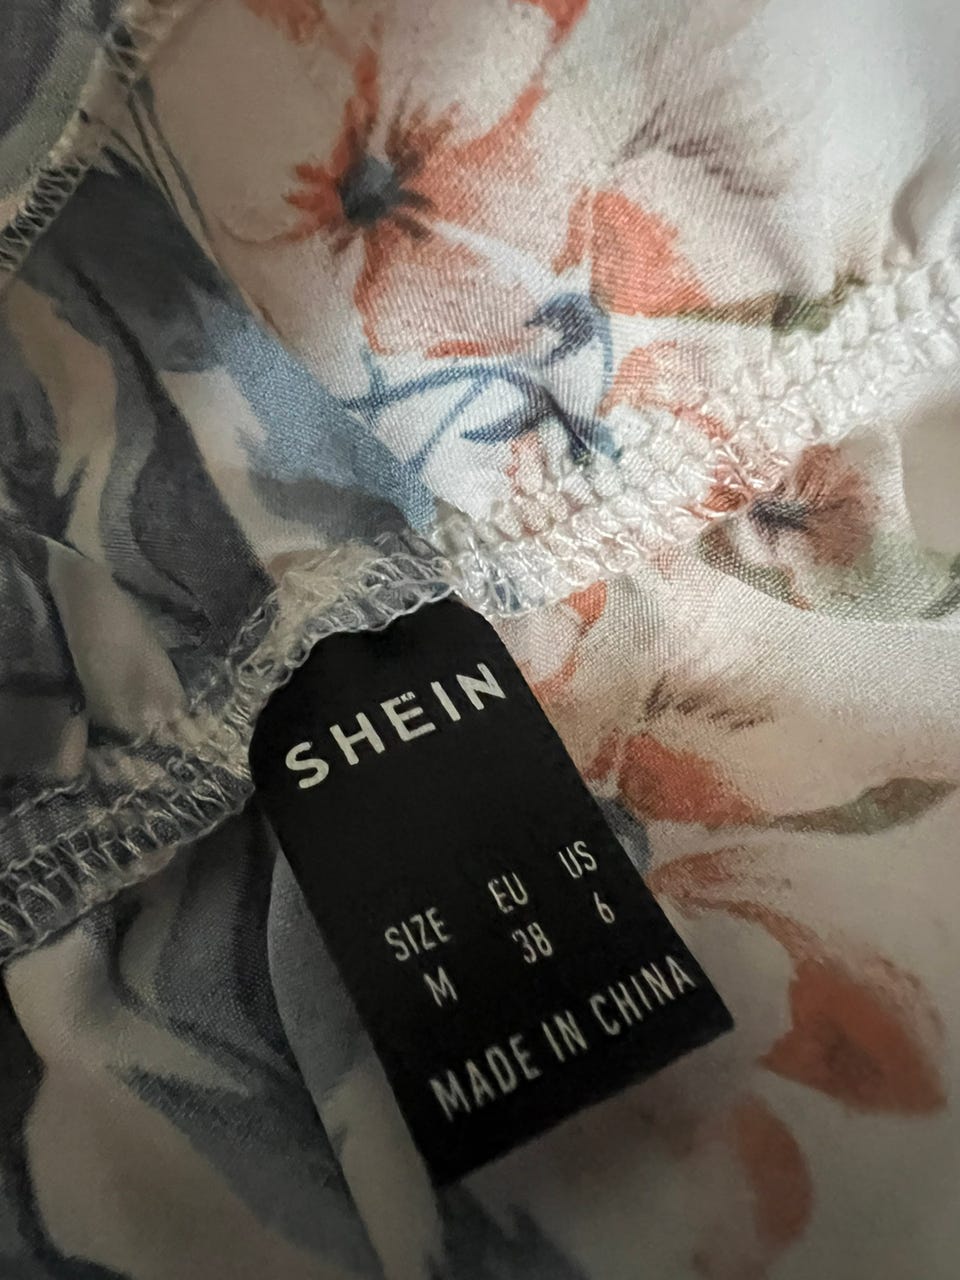 SHEIN
SIZE EU US
M 38 6
MADE IN CHINA